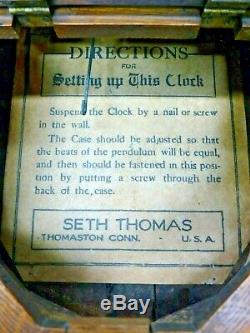 DIRECTIONS
FOR
Setting up This Clock
Suspend the Clock by a nail or screw
in the wall.
The Case should be adjusted so that
the beats of the pendulum will be equal,
and then should be fastened in this posi-
tion by putting a screw through the
back of the case.
SETH THOMAS
THOMASTON CONN. - U. S. A.
ebay